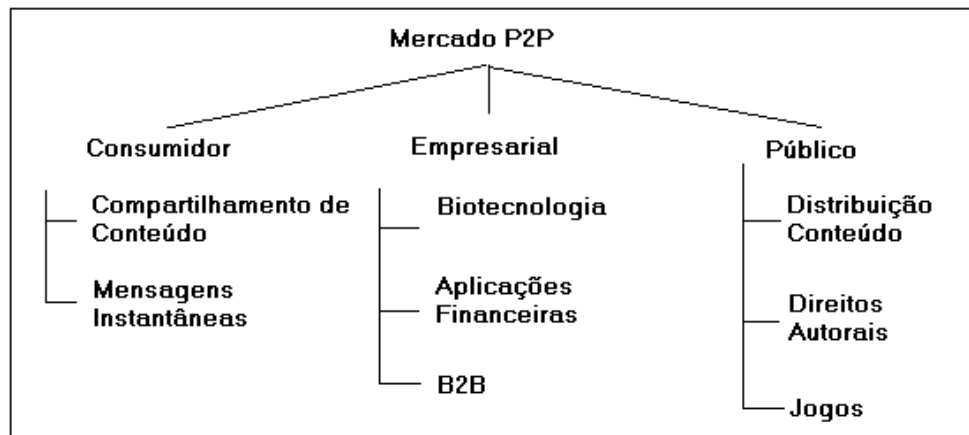 Mercado P2P
Consumidor
Compartilhamento de
Conteúdo
Mensagens
Instantâneas
Empresarial
Biotecnologia
Aplicações
Financeiras
B2B
Público
Distribuição
Conteúdo
Direitos
Autorais
Jogos